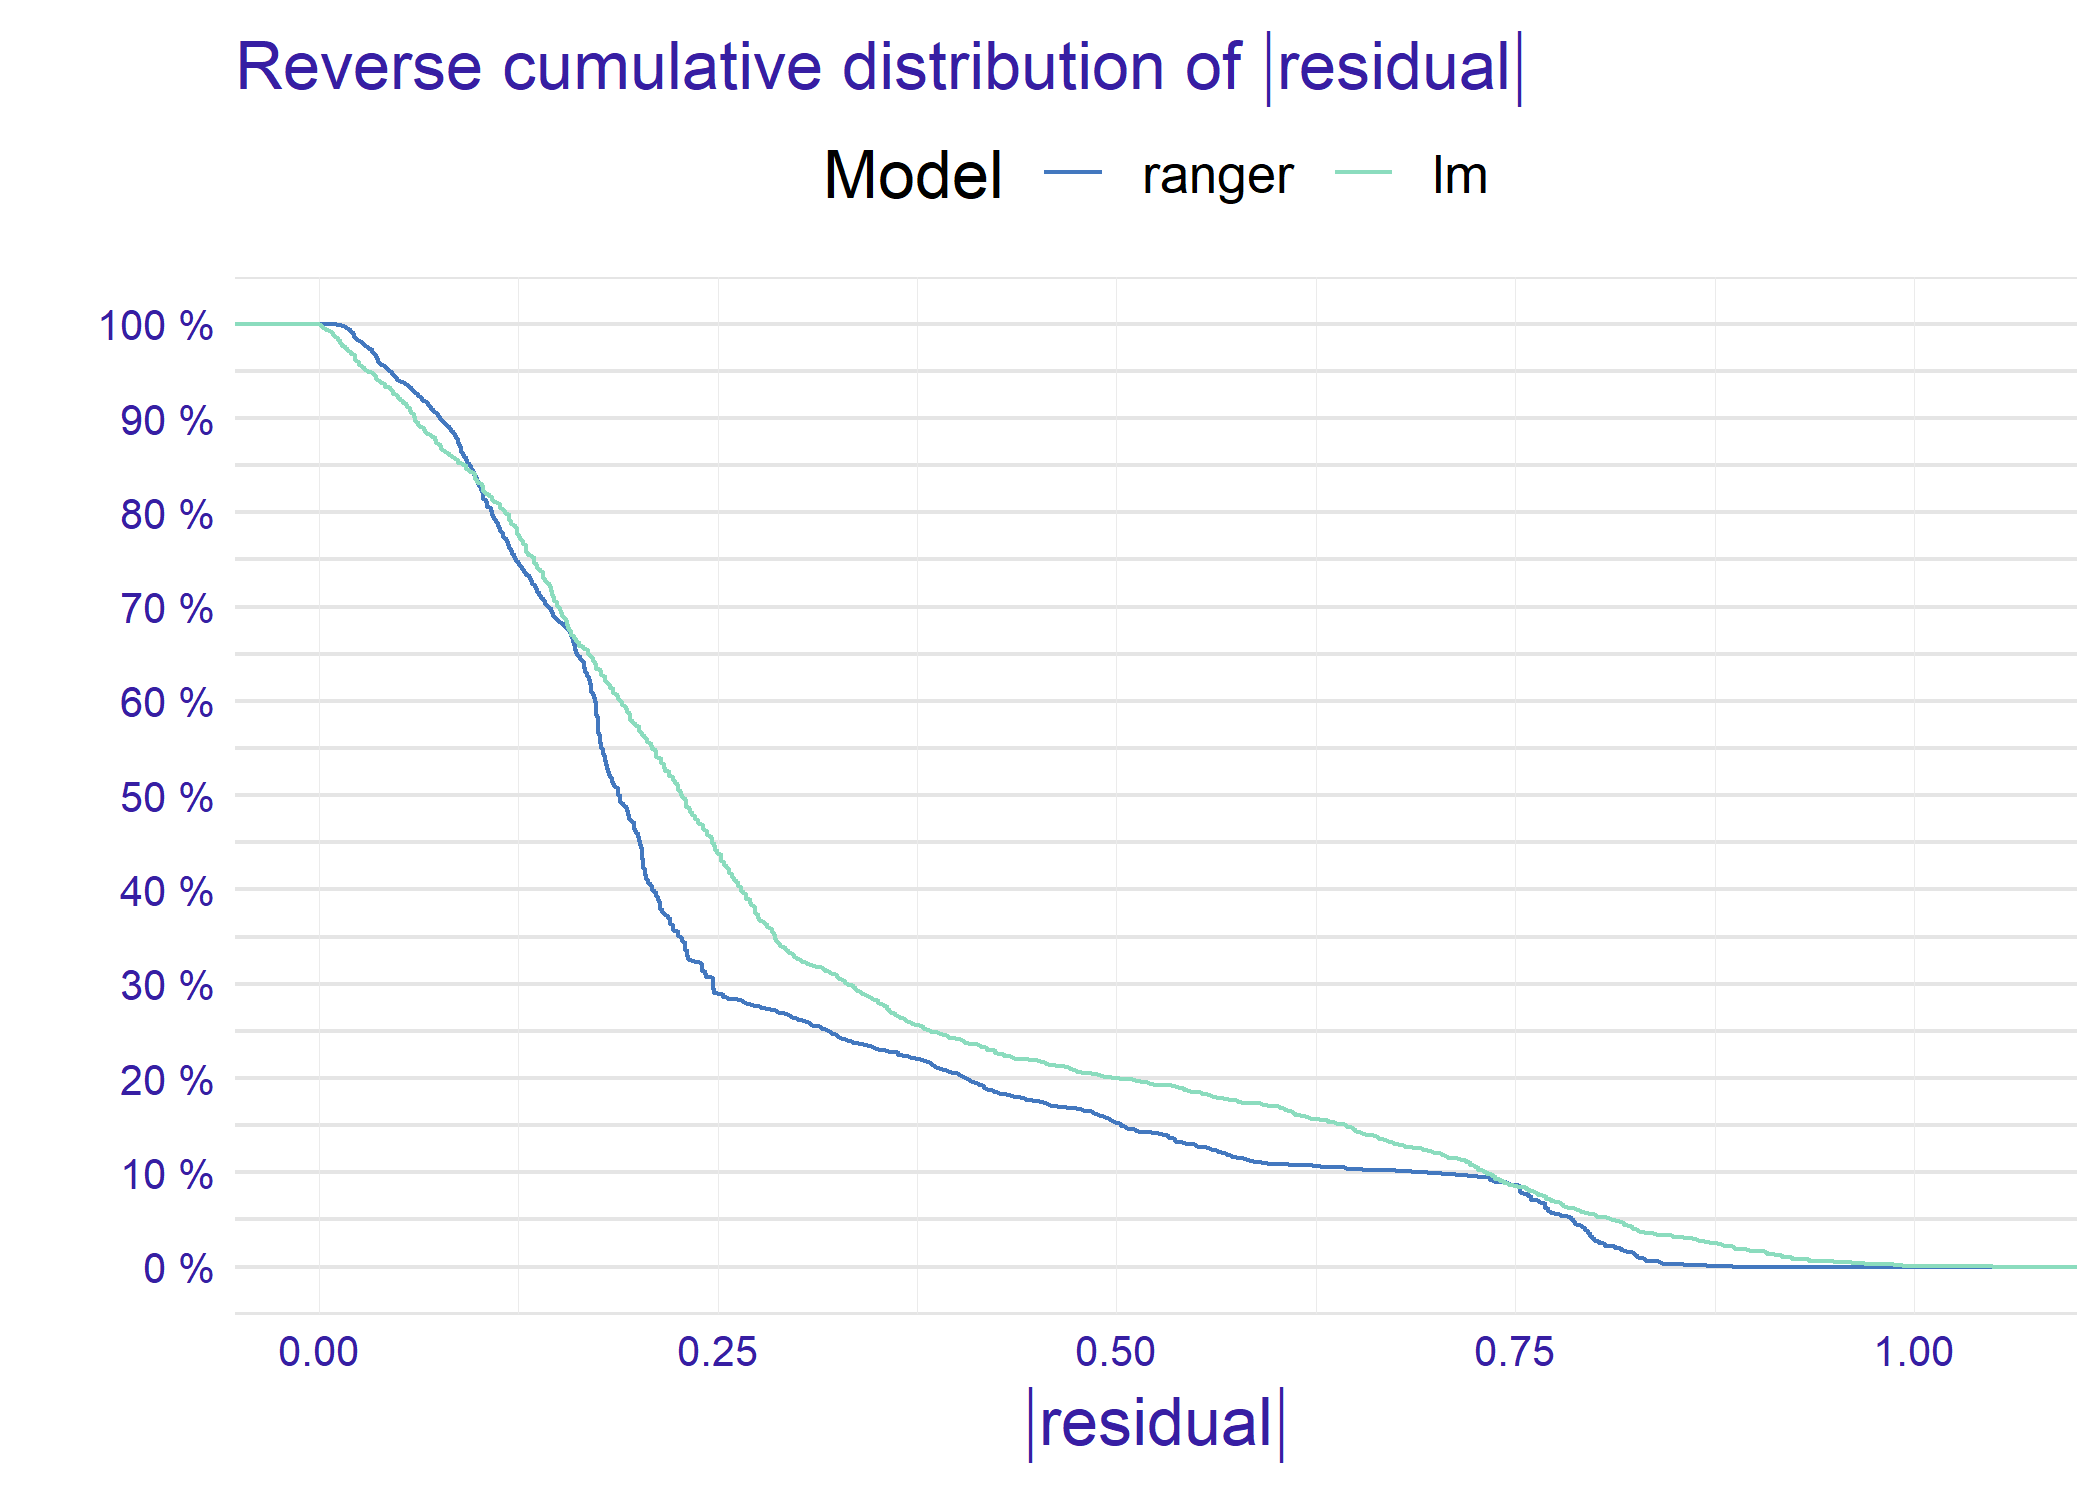 Reverse cumulative distribution of |residual|
Model ranger lm
100 %
90 %
80 %
70 %
60 %
50 %
40 %
30 %
20 %
10 %
0 %
0.00 0.25 0.50 0.75 1.00
|residual|